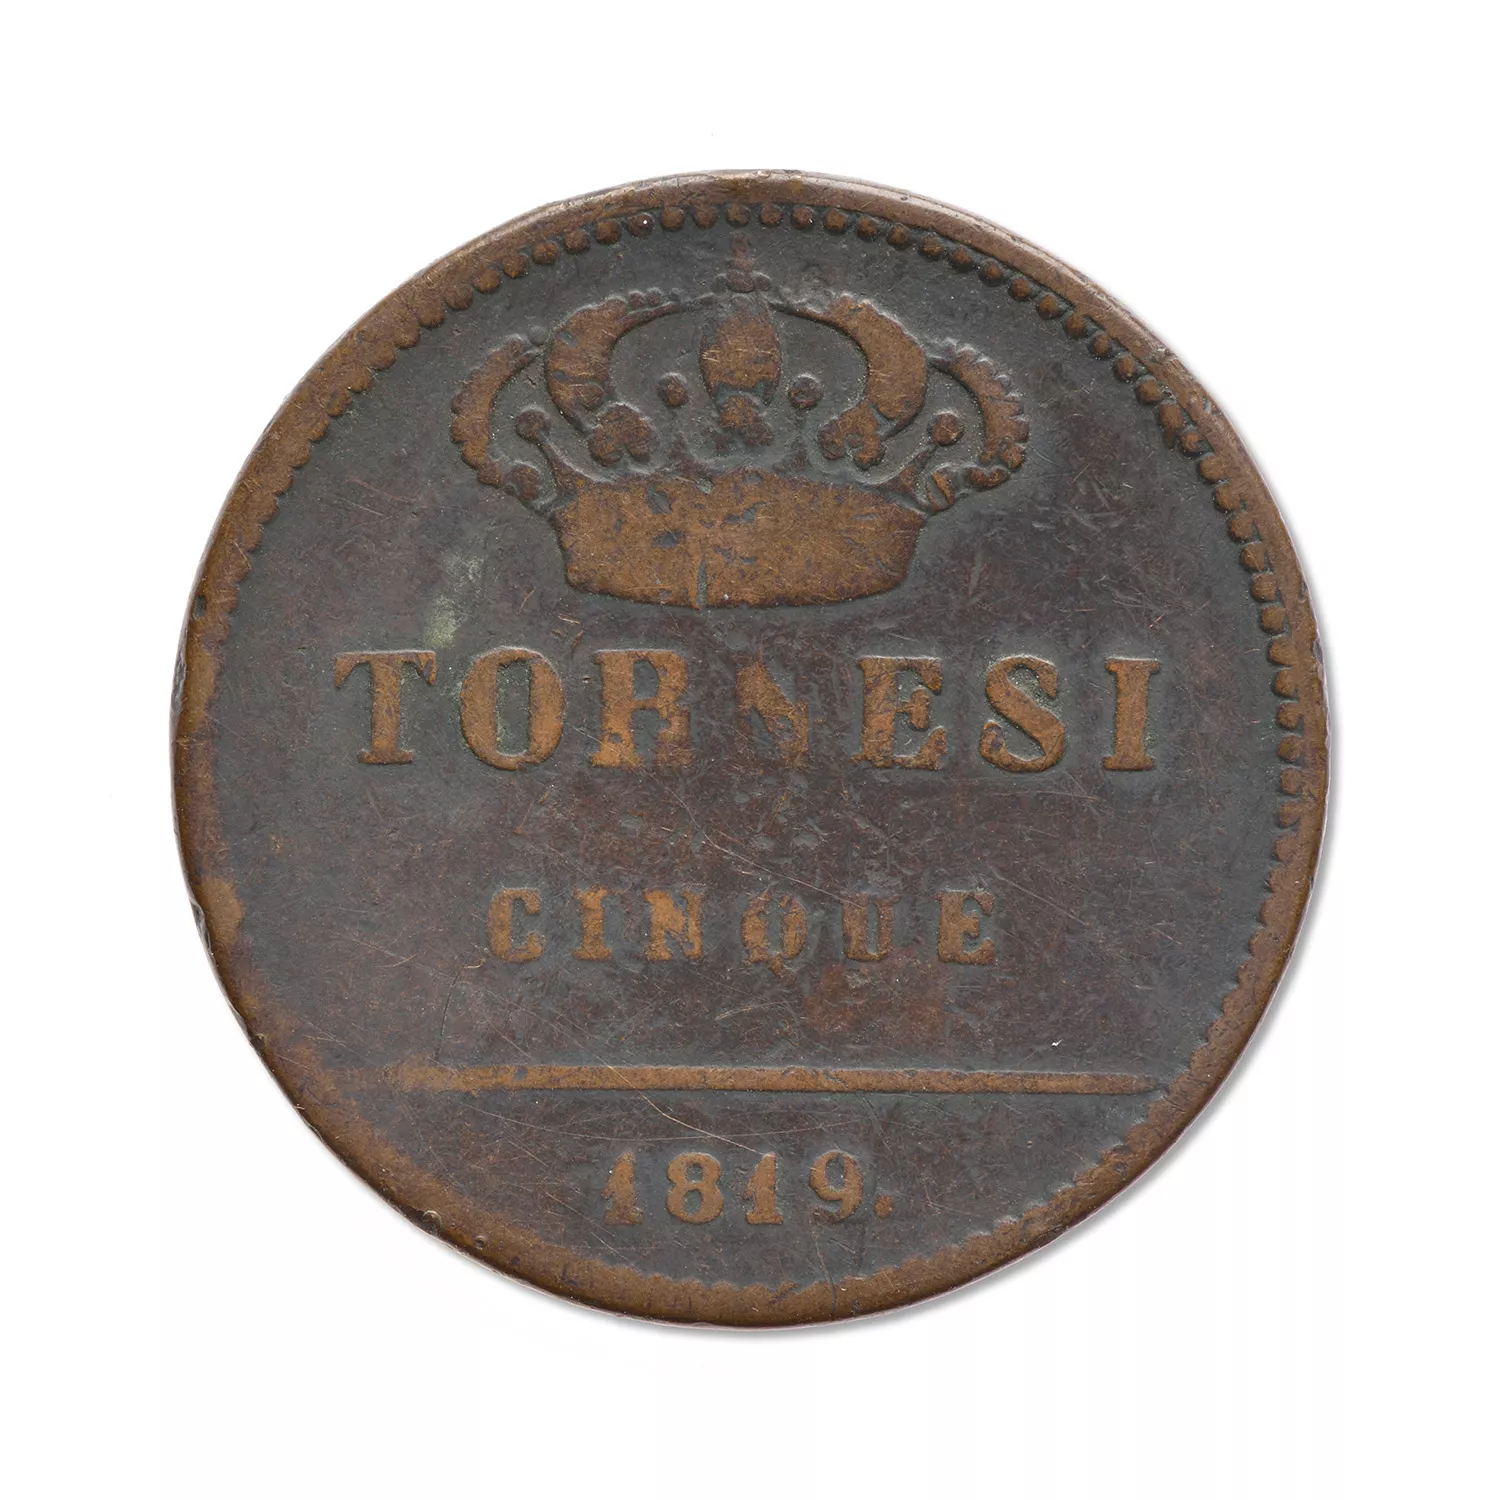 TORNESI
CINQUE
1819.